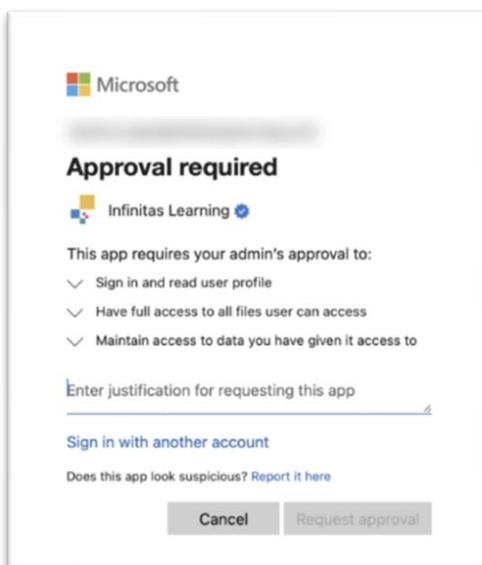 Microsoft
Approval required
Infinitas Learning
This app requires your admin's approval to:
Sign in and read user profile
Have full access to all files user can access
Maintain access to data you have given it access to
Enter justification for requesting this app
Sign in with another account
Does this app look suspicious? Report it here
Cancel
Request approval